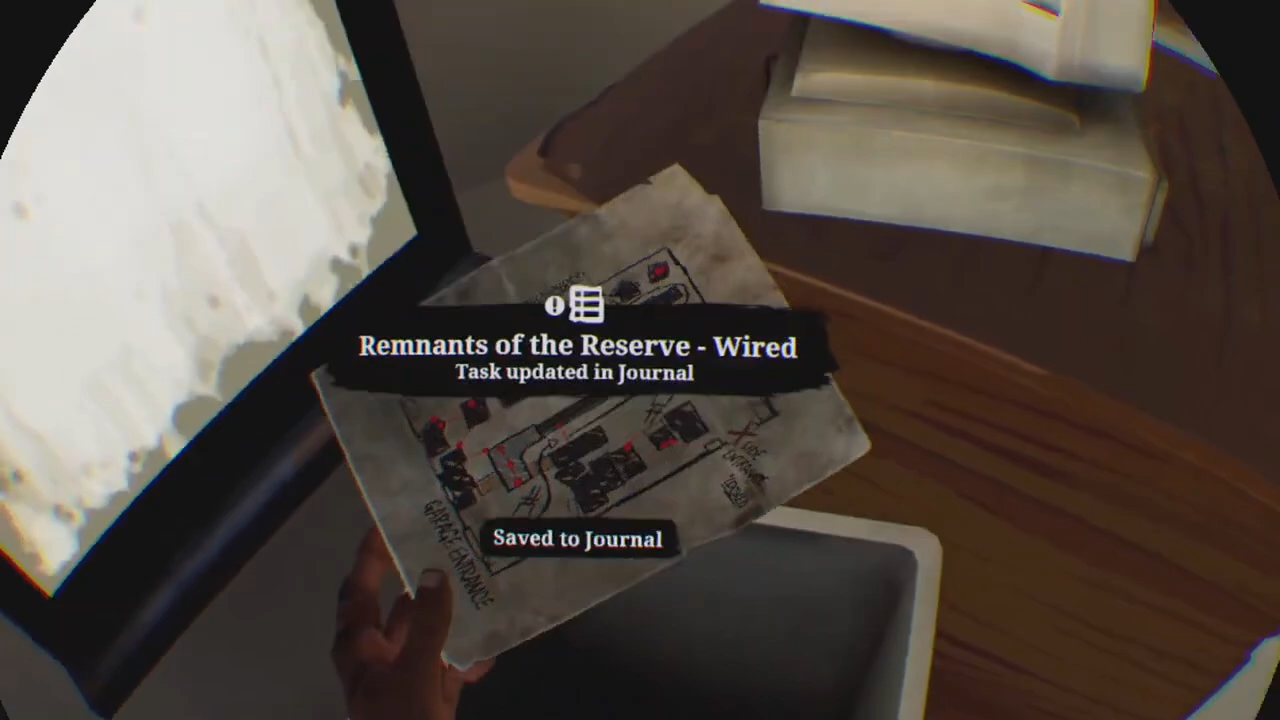 Remnants of the Reserve - Wired
Task updated in Journal
Saved to Journal
GARAGE ENTRANCE
SIDE
ENTRANCE